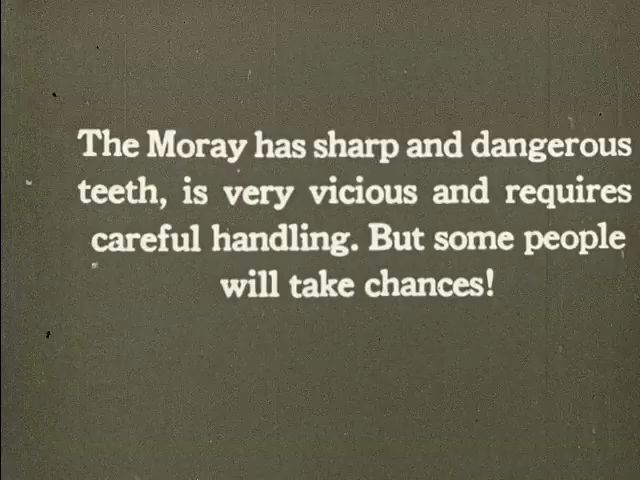 The Moray has sharp and dangerous
teeth, is very vicious and requires
careful handling. But some people
will take chances!